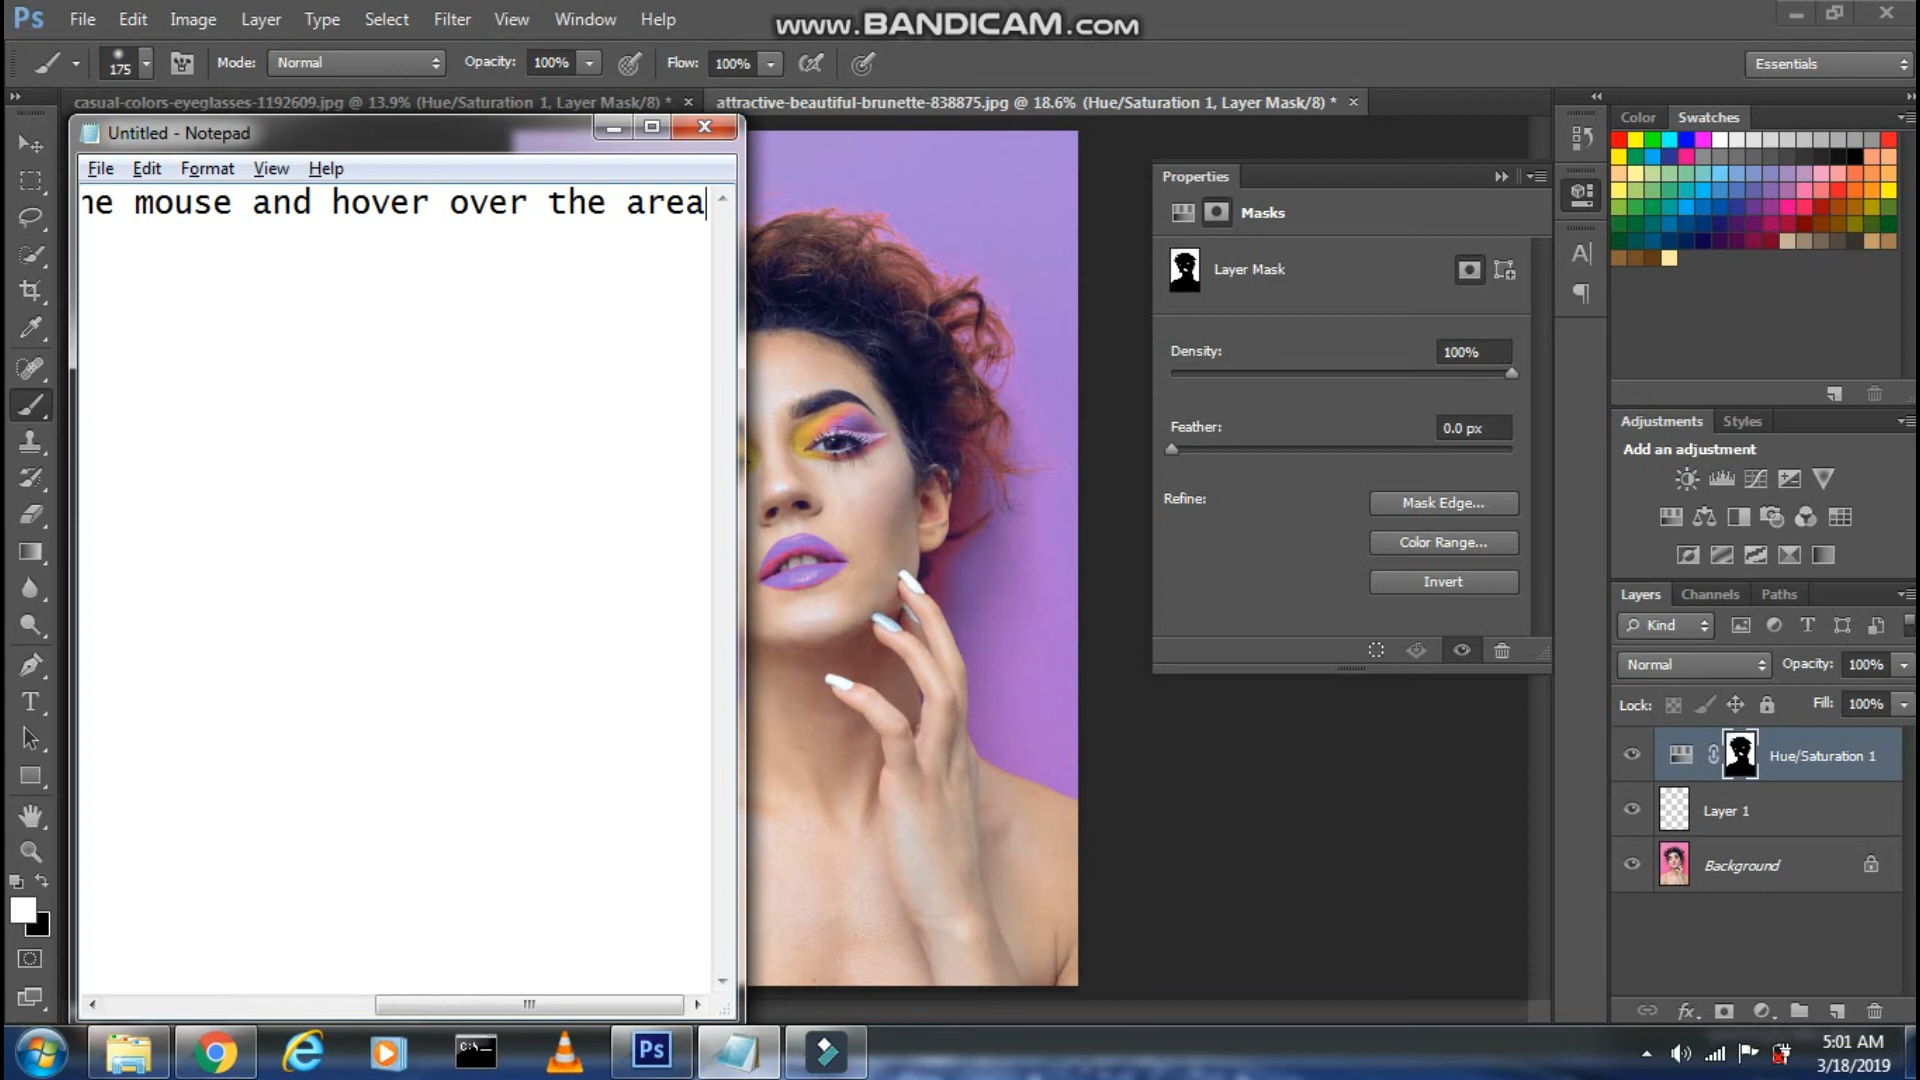 Ps File Edit Image Layer Type Select Filter View Window Help
www.BANDICAM.com
175 Mode: Normal Opacity: 100% Flow: 100% Essentials
casual-colors-eyeglasses-1192609.jpg @ 13.9% (Hue/Saturation 1, Layer Mask/8) *
attractive-beautiful-brunette-838875.jpg @ 18.6% (Hue/Saturation 1, Layer Mask/8) *
Untitled - Notepad
File Edit Format View Help
he mouse and hover over the area
Properties
Masks
Layer Mask
Density: 100%
Feather: 0.0 px
Refine: Mask Edge...
Color Range...
Invert
Color Swatches
Adjustments Styles
Add an adjustment
Layers Channels Paths
Kind
Normal Opacity: 100%
Lock: Fill: 100%
Hue/Saturation 1
Layer 1
Background
Ps
C:\_
5:01 AM
3/18/2019